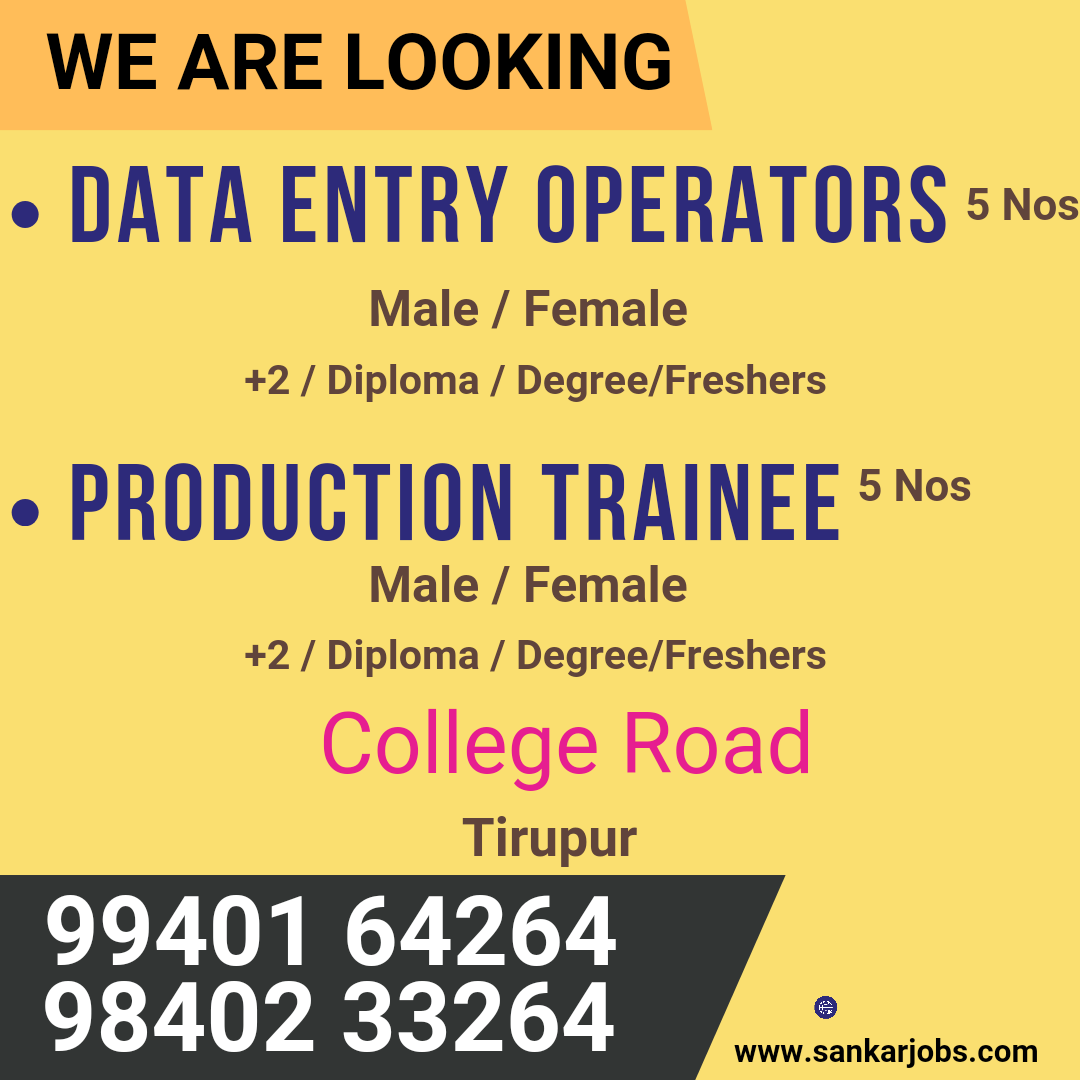 WE ARE LOOKING
• DATA ENTRY OPERATORS 5 Nos
Male / Female
+2 / Diploma / Degree/Freshers
• PRODUCTION TRAINEE 5 Nos
Male / Female
+2 / Diploma / Degree/Freshers
College Road
Tirupur
99401 64264
98402 33264
www.sankarjobs.com